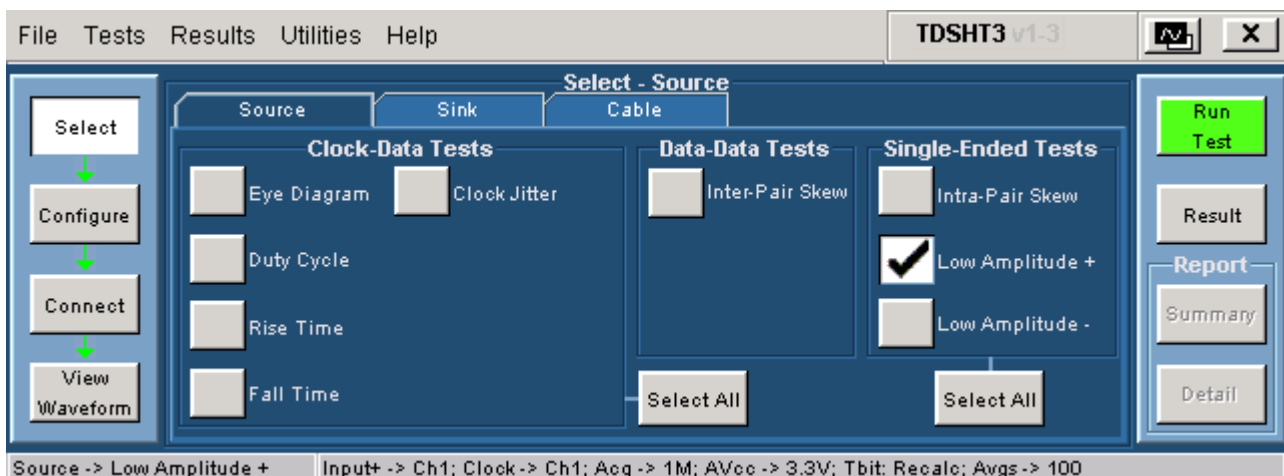 File Tests Results Utilities Help TDSHT3 v1-3
Select - Source
Source Sink Cable
Select
Configure
Connect
View
Waveform
Clock-Data Tests
Eye Diagram Clock Jitter
Duty Cycle
Rise Time
Fall Time
Data-Data Tests
Inter-Pair Skew
Select All
Single-Ended Tests
Intra-Pair Skew
Low Amplitude +
Low Amplitude -
Select All
Run
Test
Result
Report
Summary
Detail
Source -> Low Amplitude + Input+ -> Ch1; Clock -> Ch1; Acq -> 1M; AVcc -> 3.3V; Tbit: Recalc; Avgs -> 100